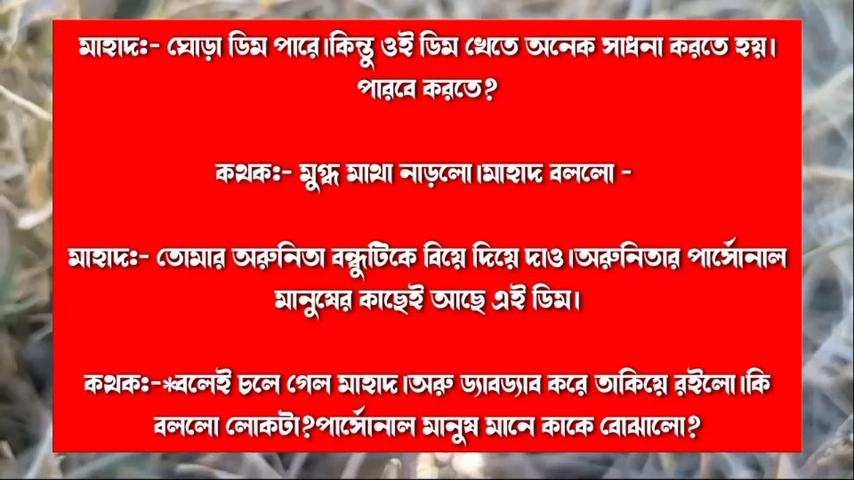 মাহাদ:- ঘোড়া ডিম পারে।কিন্তু ওই ডিম খেতে অনেক সাধনা করতে হয়।
পারবে করতে?
কথক:- মুগ্ধ মাথা নাড়লো।মাহাদ বললো -
মাহাদ:- তোমার অরুনিতা বন্ধুটিকে বিয়ে দিয়ে দাও।অরুনিতার পার্সোনাল
মানুষের কাছেই আছে এই ডিম।
কথক:-*বলেই চলে গেল মাহাদ।অরু ড্যাবড্যাব করে তাকিয়ে রইলো।কি
বললো লোকটা?পার্সোনাল মানুষ মানে কাকে বোঝালো?